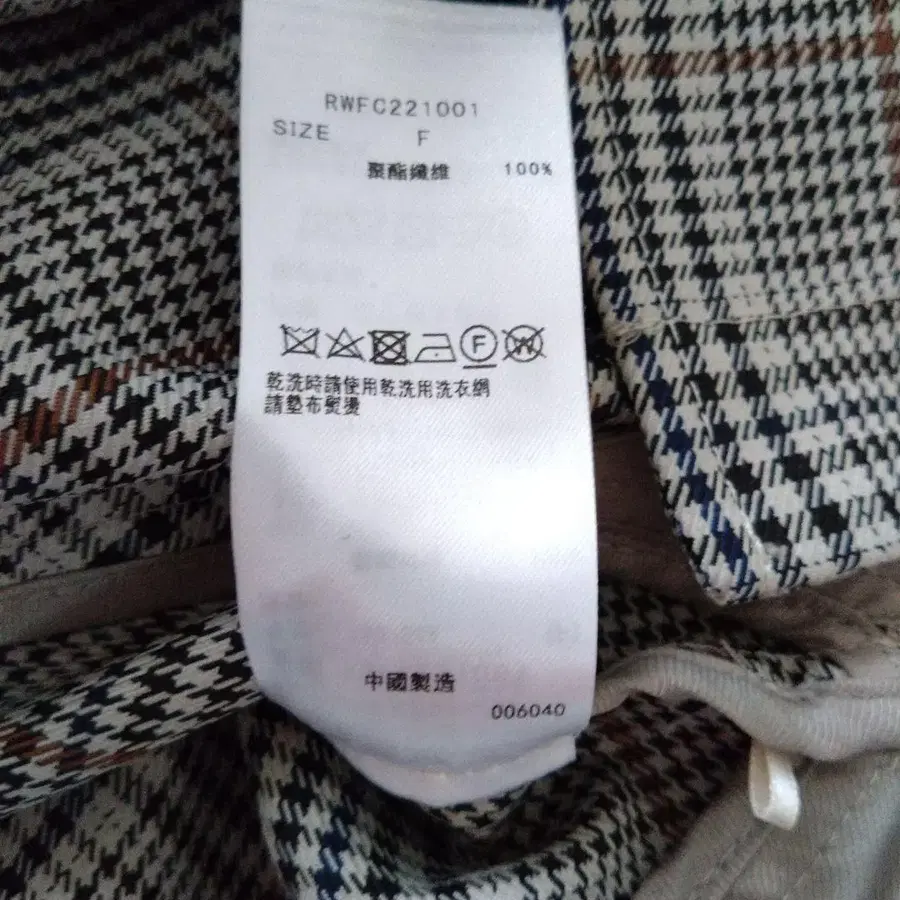 RWFC221001
SIZE F
聚酯纖维 100%
F W
乾洗時請使用乾洗用洗衣網
請墊布熨燙
中國製造
006040